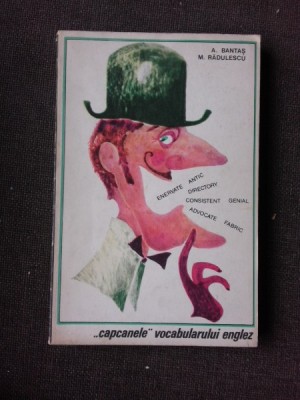 A. BANTAŞ
M. RĂDULESCU
ENERVATE ANTIC
DIRECTORY
CONSISTENT GENIAL
ADVOCATE FABRIC
„capcanele" vocabularului englez